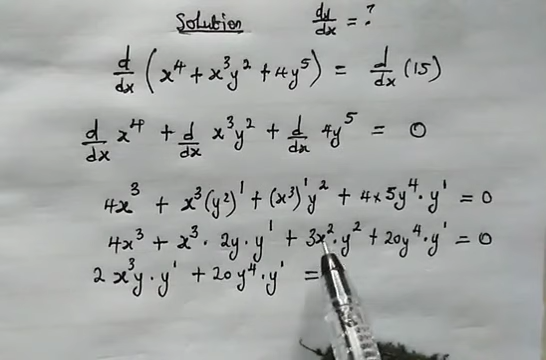 Solution dy/dx = ?
d/dx (x⁴ + x³y² + 4y⁵) = d/dx (15)
d/dx x⁴ + d/dx x³y² + d/dx 4y⁵ = 0
4x³ + x³(y²)' + (x³)'y² + 4×5y⁴·y' = 0
4x³ + x³·2y·y' + 3x²·y² + 20y⁴·y' = 0
2x³y·y' + 20y⁴·y' =